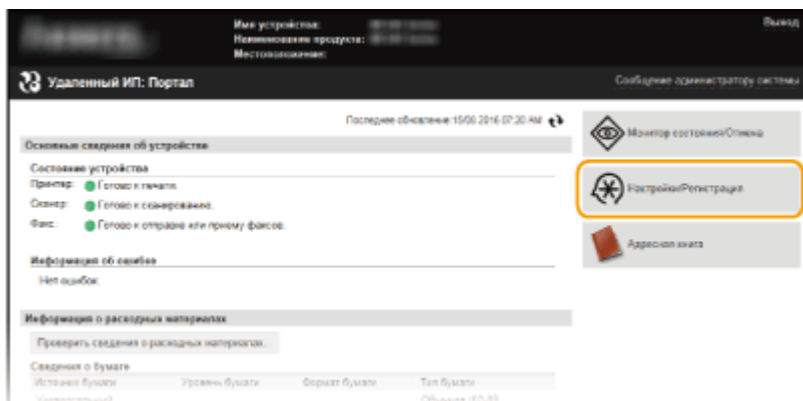 Имя устройства:
Наименование продукта:
Местоположение:
Выход
Удаленный ИП: Портал
Сообщение администратору системы
Последнее обновление: 15/08 2016 07:20 AM
Основные сведения об устройстве
Состояние устройства
Принтер: Готово к печати.
Сканер: Готово к сканированию.
Факс: Готово к отправке или приему факсов.
Информация об ошибке
Нет ошибок.
Информация о расходных материалах
Проверить сведения о расходных материалах...
Сведения о бумаге
Источник бумаги Уровень бумаги Формат бумаги Тип бумаги
Универсальный
Монитор состояния/Отмена
Настройки/Регистрация
Адресная книга